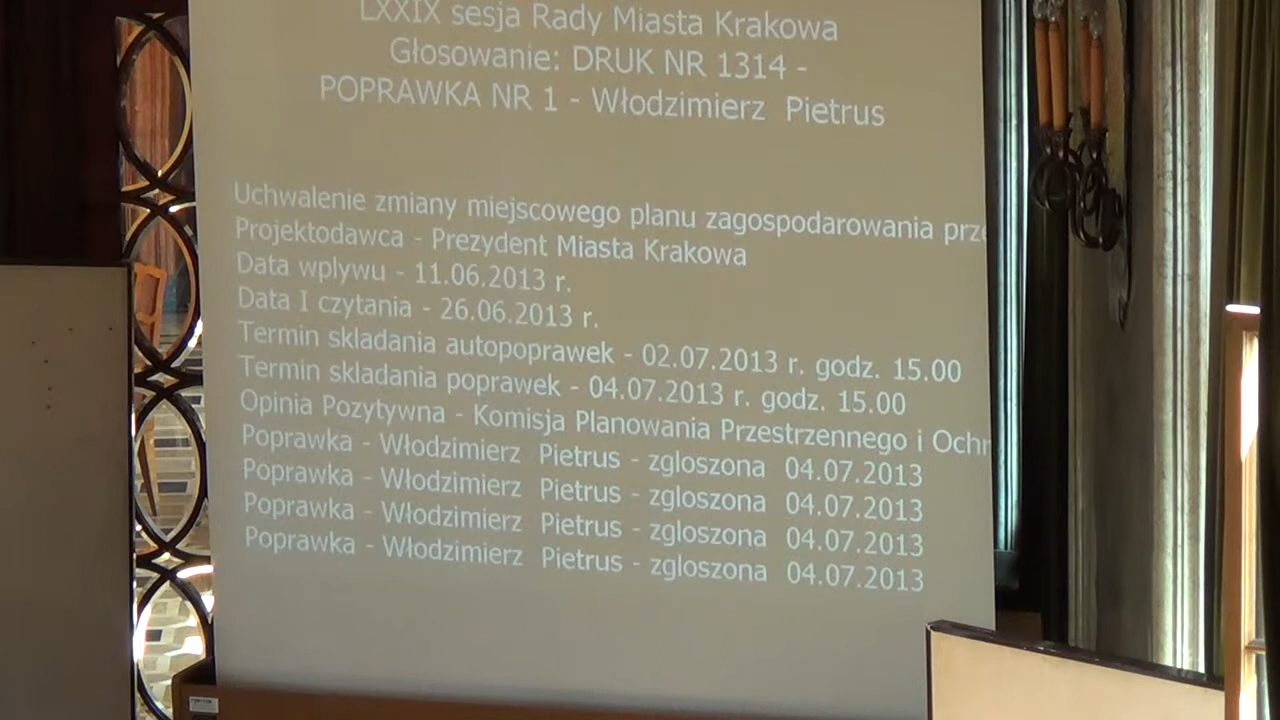 LXXIX sesja Rady Miasta Krakowa
Głosowanie: DRUK NR 1314 -
POPRAWKA NR 1 - Włodzimierz Pietrus
Uchwalenie zmiany miejscowego planu zagospodarowania prze
Projektodawca - Prezydent Miasta Krakowa
Data wplywu - 11.06.2013 r.
Data I czytania - 26.06.2013 r.
Termin skladania autopoprawek - 02.07.2013 r. godz. 15.00
Termin skladania poprawek - 04.07.2013 r. godz. 15.00
Opinia Pozytywna - Komisja Planowania Przestrzennego i Ochr
Poprawka - Włodzimierz Pietrus - zgloszona 04.07.2013
Poprawka - Włodzimierz Pietrus - zgloszona 04.07.2013
Poprawka - Włodzimierz Pietrus - zgloszona 04.07.2013
Poprawka - Włodzimierz Pietrus - zgloszona 04.07.2013